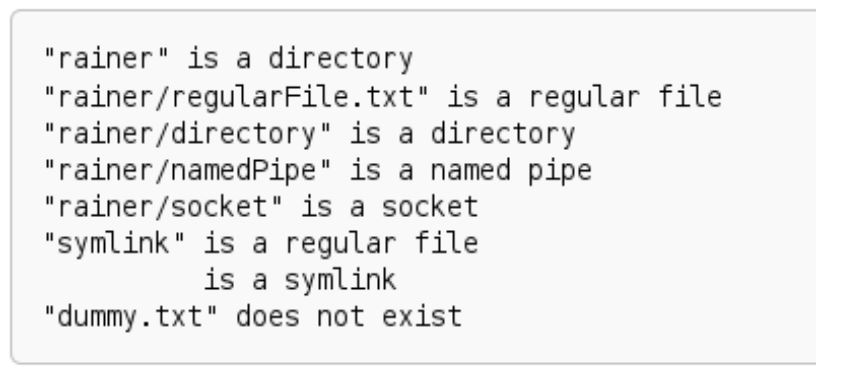 "rainer" is a directory
"rainer/regularFile.txt" is a regular file
"rainer/directory" is a directory
"rainer/namedPipe" is a named pipe
"rainer/socket" is a socket
"symlink" is a regular file
          is a symlink
"dummy.txt" does not exist